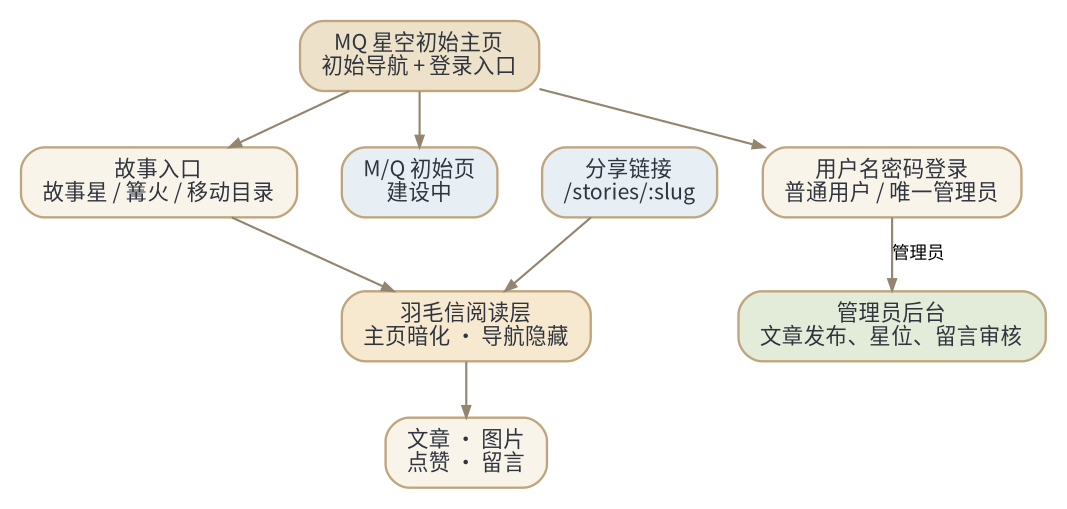 MQ 星空初始主页
初始导航 + 登录入口
故事入口
故事星 / 篝火 / 移动目录
M/Q 初始页
建设中
分享链接
/stories/:slug
用户名密码登录
普通用户 / 唯一管理员
管理员
羽毛信阅读层
主页暗化 · 导航隐藏
管理员后台
文章发布、星位、留言审核
文章 · 图片
点赞 · 留言